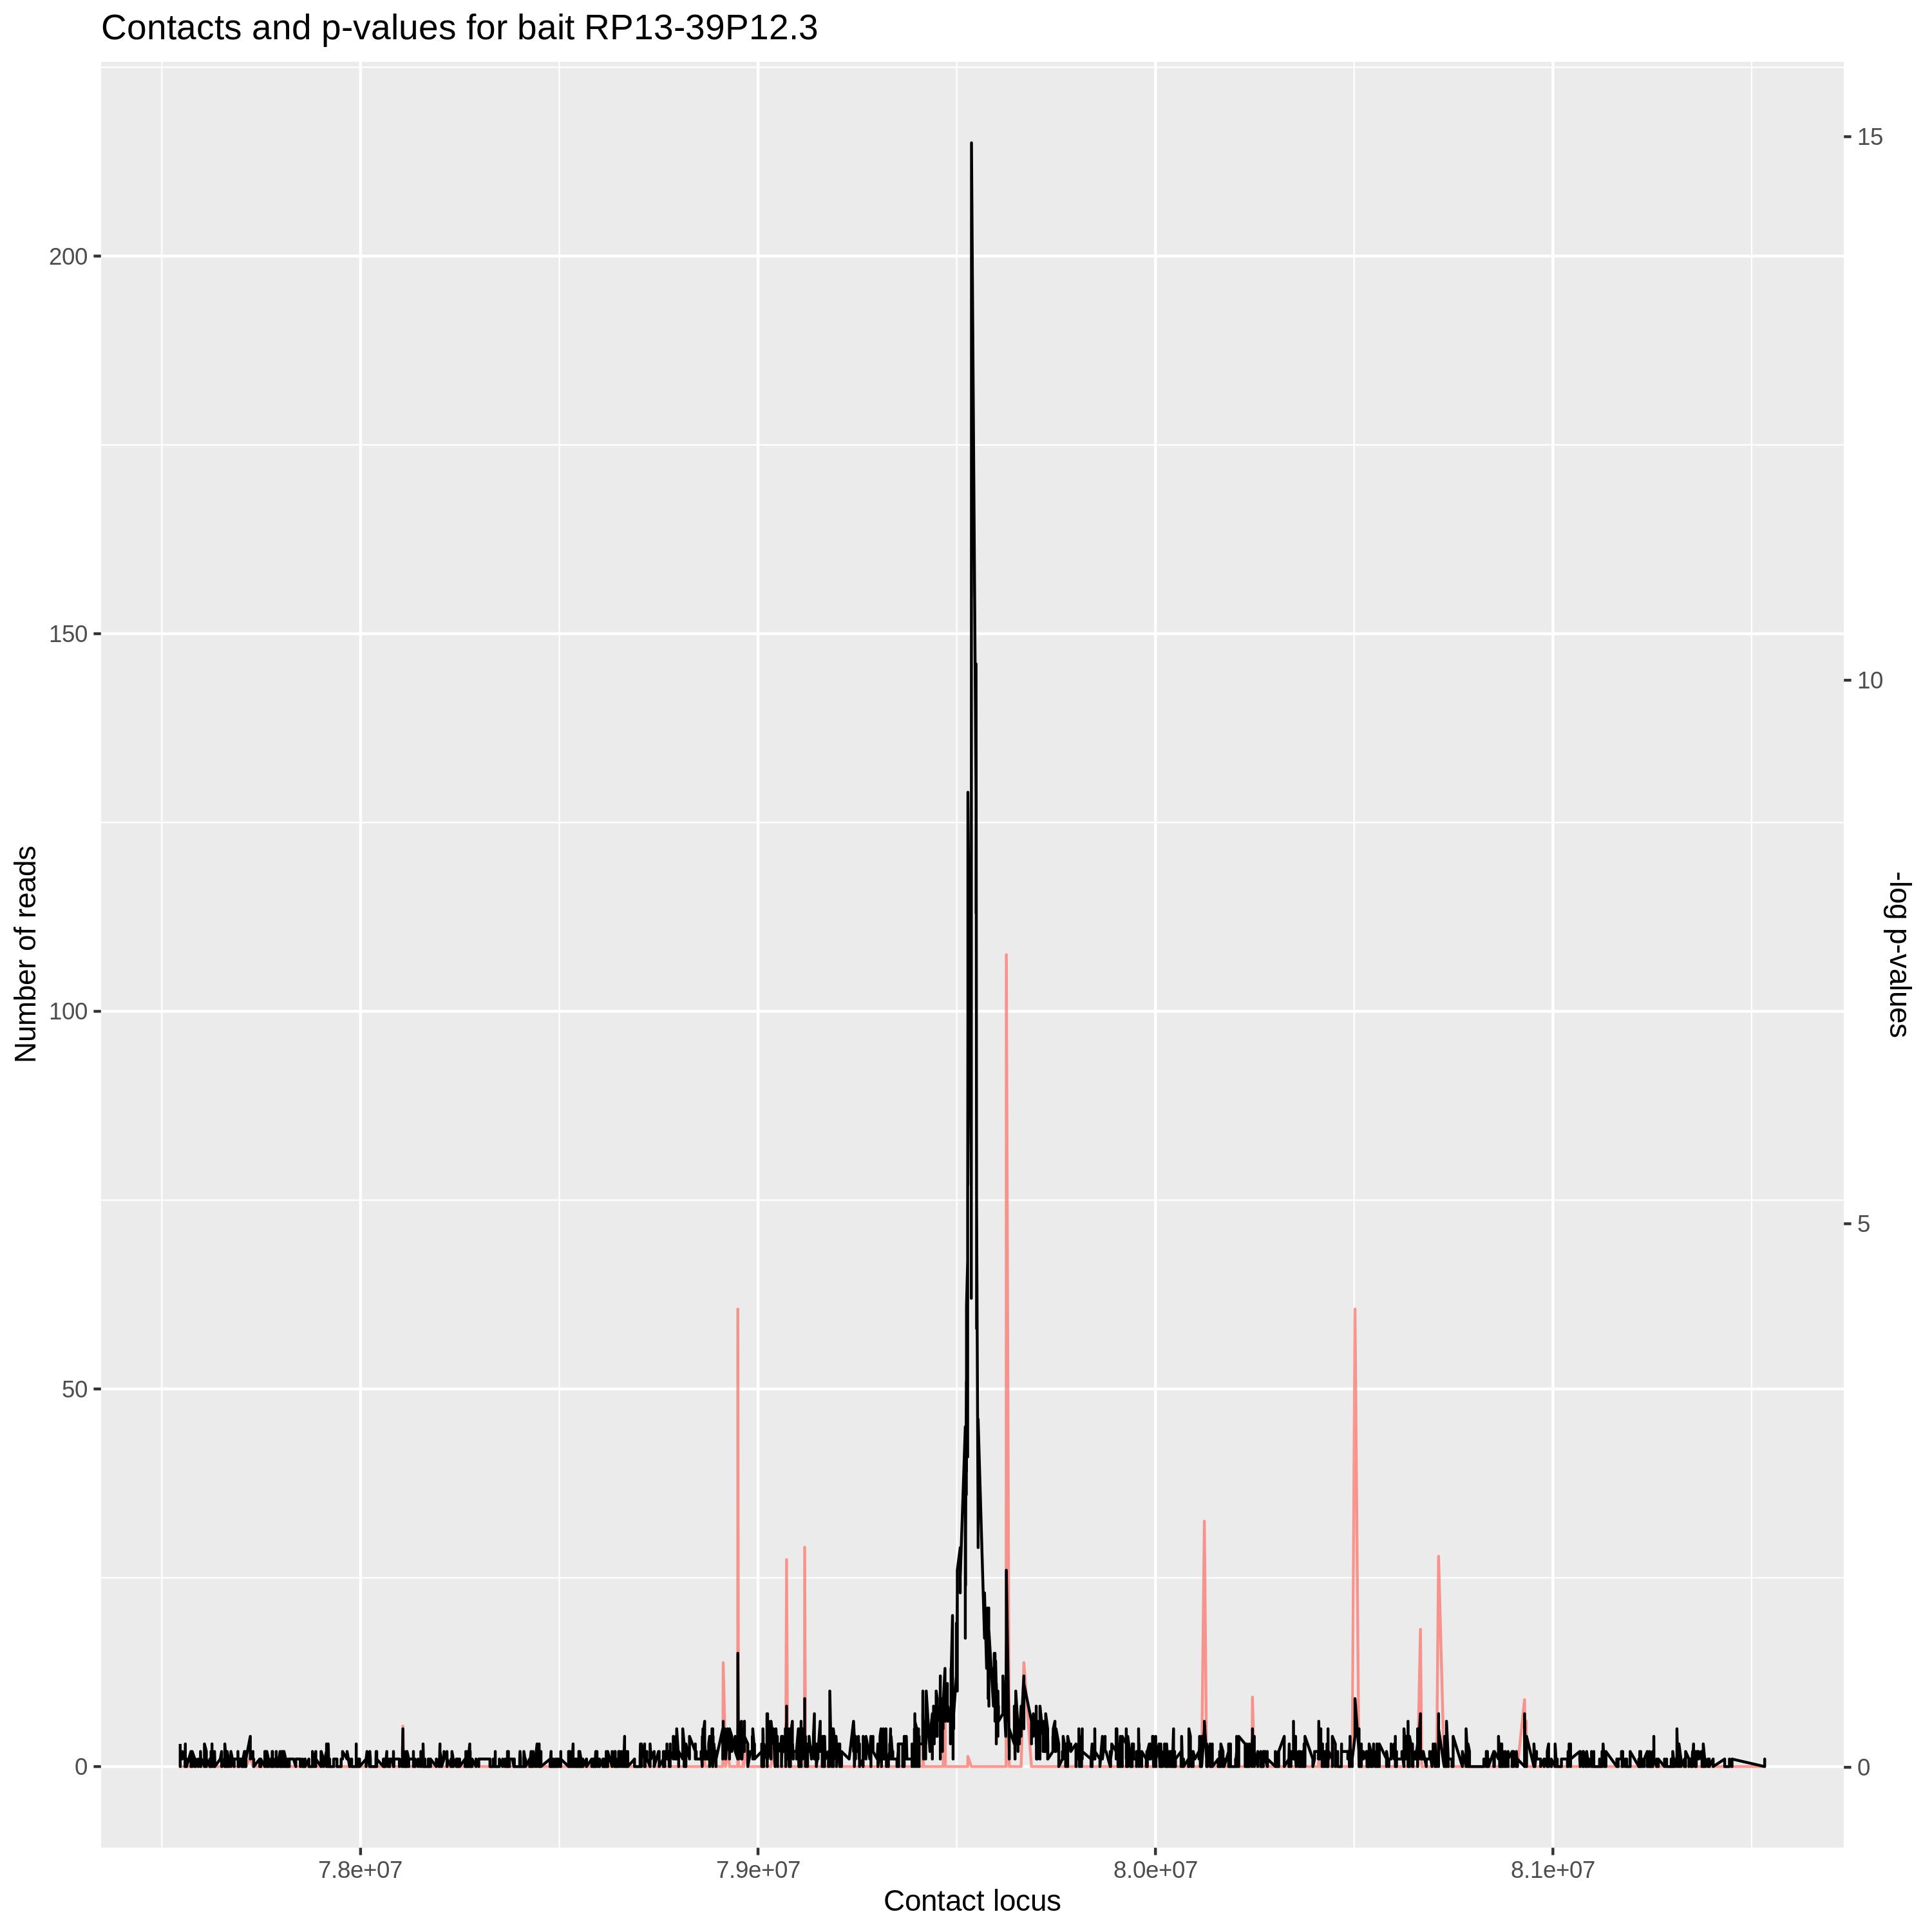 Contacts and p-values for bait RP13-39P12.3
Number of reads
200
150
100
50
0
15
10
5
0
-log p-values
7.8e+07
7.9e+07
8.0e+07
8.1e+07
Contact locus